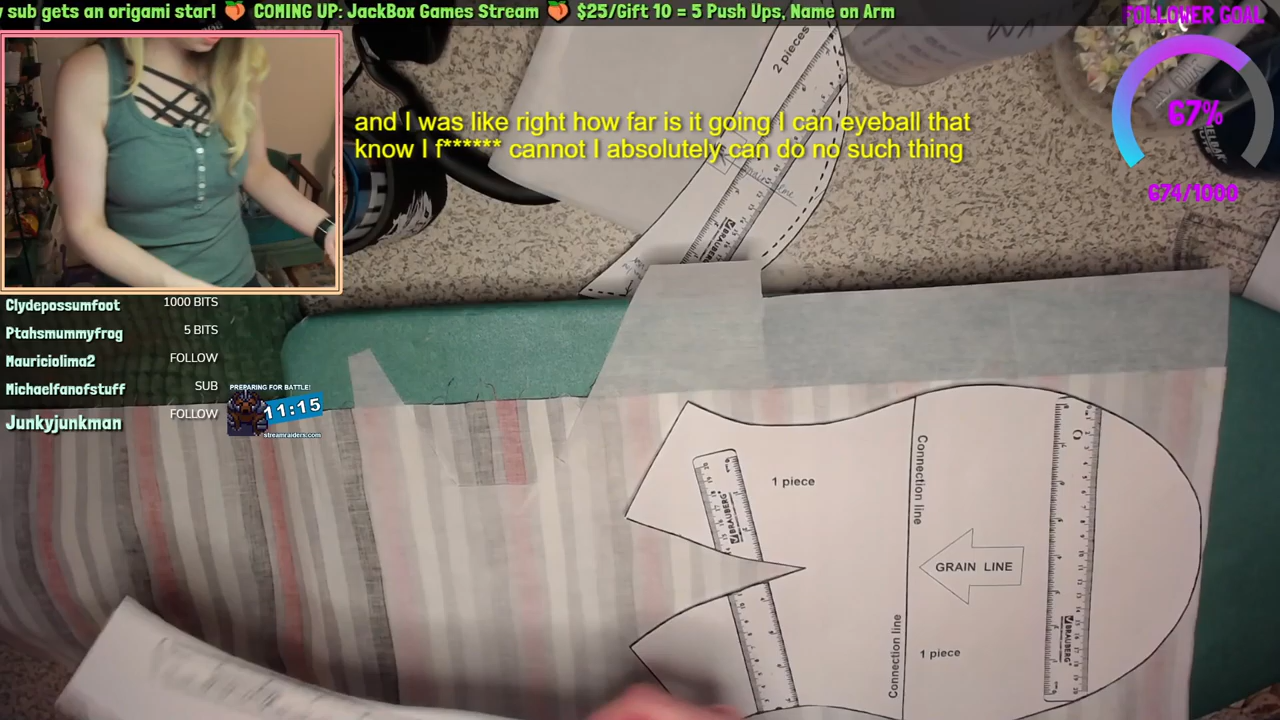 y sub gets an origami star! COMING UP: JackBox Games Stream $25/Gift 10 = 5 Push Ups, Name on Arm
FOLLOWER GOAL
67%
674/1000
and I was like right how far is it going I can eyeball that
know I f****** cannot I absolutely can do no such thing
2 pieces
BRAUBERG
Clydepossumfoot 1000 BITS
Ptahsmummyfrog 5 BITS
Mauriciolima2 FOLLOW
Michaelfanofstuff SUB
Junkyjunkman FOLLOW
PREPARING FOR BATTLE!
11:15
streamraiders.com
1 piece
BRAUBERG
Connection line
GRAIN LINE
Connection line
1 piece
BRAUBERG